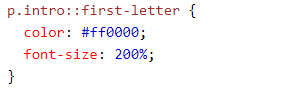 p.intro::first-letter {
  color: #ff0000;
  font-size: 200%;
}